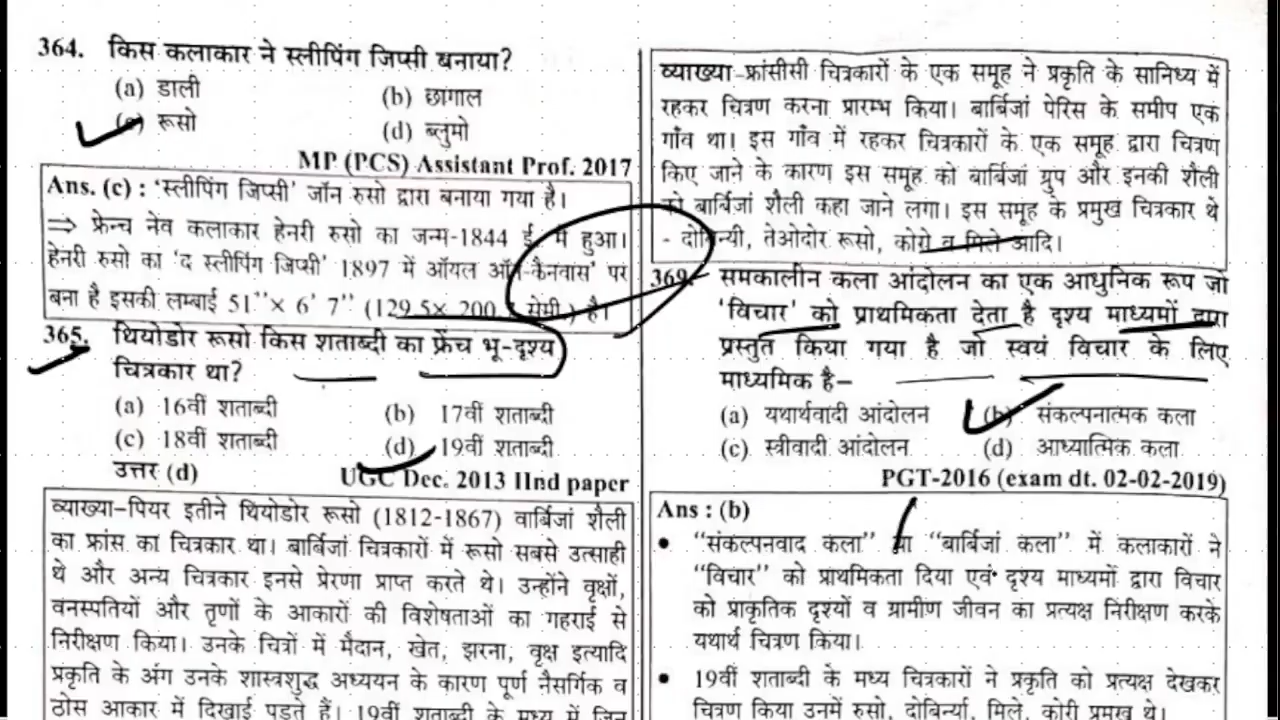 364. किस कलाकार ने स्लीपिंग जिप्सी बनाया?
(a) डाली (b) छागाल
रूसो (d) ब्लुमो
MP (PCS) Assistant Prof. 2017
Ans. (c) : 'स्लीपिंग जिप्सी' जॉन रुसो द्वारा बनाया गया है।
⇒ फ्रेन्च नेव कलाकार हेनरी रुसो का जन्म-1844 ई. में हुआ।
हेनरी रुसो का 'द स्लीपिंग जिप्सी' 1897 में ऑयल ऑन-कैनवास' पर
बना है इसकी लम्बाई 51''× 6' 7'' (129.5× 200 सेमी.) है।
365. थियोडोर रूसो किस शताब्दी का फ्रेंच भू-दृश्य
चित्रकार था?
(a) 16वीं शताब्दी (b) 17वीं शताब्दी
(c) 18वीं शताब्दी (d) 19वीं शताब्दी
उत्तर (d) UGC Dec. 2013 IInd paper
व्याख्या–पियर इतीने थियोडोर रूसो (1812-1867) वार्बिजां शैली
का फ्रांस का चित्रकार था। बार्बिजां चित्रकारों में रूसो सबसे उत्साही
थे और अन्य चित्रकार इनसे प्रेरणा प्राप्त करते थे। उन्होंने वृक्षों,
वनस्पतियों और तृणों के आकारों की विशेषताओं का गहराई से
निरीक्षण किया। उनके चित्रों में मैदान, खेत, झरना, वृक्ष इत्यादि
प्रकृति के अंग उनके शास्त्रशुद्ध अध्ययन के कारण पूर्ण नैसर्गिक व
ठोस आकार में दिखाई पड़ते हैं। 19वीं शताब्दी के मध्य में जिन
व्याख्या–फ्रांसीसी चित्रकारों के एक समूह ने प्रकृति के सानिध्य में
रहकर चित्रण करना प्रारम्भ किया। बार्बिजां पेरिस के समीप एक
गाँव था। इस गाँव में रहकर चित्रकारों के एक समूह द्वारा चित्रण
किए जाने के कारण इस समूह को बार्बिजां ग्रुप और इनकी शैली
को बार्बिजां शैली कहा जाने लगा। इस समूह के प्रमुख चित्रकार थे
- दोबिन्यी, तेओदोर रूसो, कोरो व मिले आदि।
369. समकालीन कला आंदोलन का एक आधुनिक रूप जो
'विचार' को प्राथमिकता देता है दृश्य माध्यमों द्वारा
प्रस्तुत किया गया है जो स्वयं विचार के लिए
माध्यमिक है–
(a) यथार्थवादी आंदोलन (b) संकल्पनात्मक कला
(c) स्त्रीवादी आंदोलन (d) आध्यात्मिक कला
PGT-2016 (exam dt. 02-02-2019)
Ans : (b)
• "संकल्पनवाद कला" या "बार्बिजां कला" में कलाकारों ने
"विचार" को प्राथमिकता दिया एवं दृश्य माध्यमों द्वारा विचार
को प्राकृतिक दृश्यों व ग्रामीण जीवन का प्रत्यक्ष निरीक्षण करके
यथार्थ चित्रण किया।
• 19वीं शताब्दी के मध्य चित्रकारों ने प्रकृति को प्रत्यक्ष देखकर
चित्रण किया उनमें रुसो, दोबिर्न्या, मिले, कोरी प्रमुख थे।